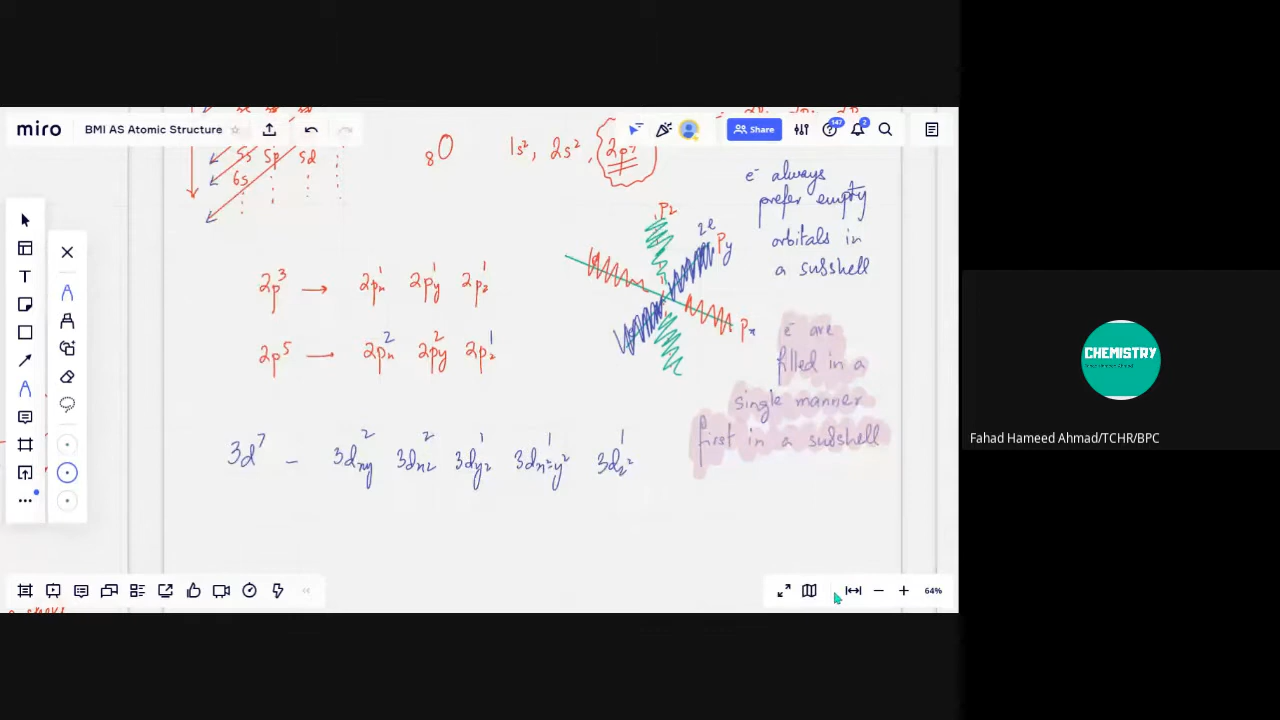 miro BMI AS Atomic Structure Share
5s 5p 5d
6s
8O 1s², 2s²,
e⁻ always
prefer empty
orbitals in
a subshell
Pz
2e
Py
Px
2p³ → 2px¹ 2py¹ 2pz¹
2p⁵ — 2px² 2py² 2pz¹
e⁻ are
filled in a
single manner
first in a subshell
3d⁷ – 3dxy² 3dxz² 3dyz¹ 3dx²-y²¹ 3dz²¹
64%
CHEMISTRY
Fahad Hameed Ahmad/TCHR/BPC